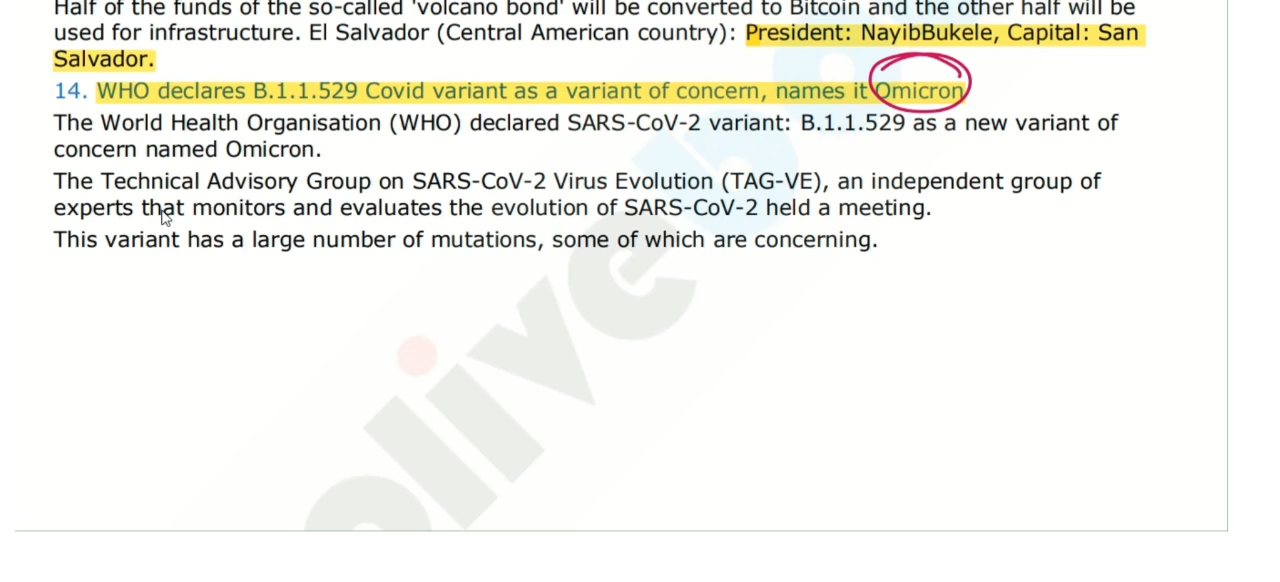 Half of the funds of the so-called 'volcano bond' will be converted to Bitcoin and the other half will be
used for infrastructure. El Salvador (Central American country): President: NayibBukele, Capital: San
Salvador.
14. WHO declares B.1.1.529 Covid variant as a variant of concern, names it Omicron
The World Health Organisation (WHO) declared SARS-CoV-2 variant: B.1.1.529 as a new variant of
concern named Omicron.
The Technical Advisory Group on SARS-CoV-2 Virus Evolution (TAG-VE), an independent group of
experts that monitors and evaluates the evolution of SARS-CoV-2 held a meeting.
This variant has a large number of mutations, some of which are concerning.
olive